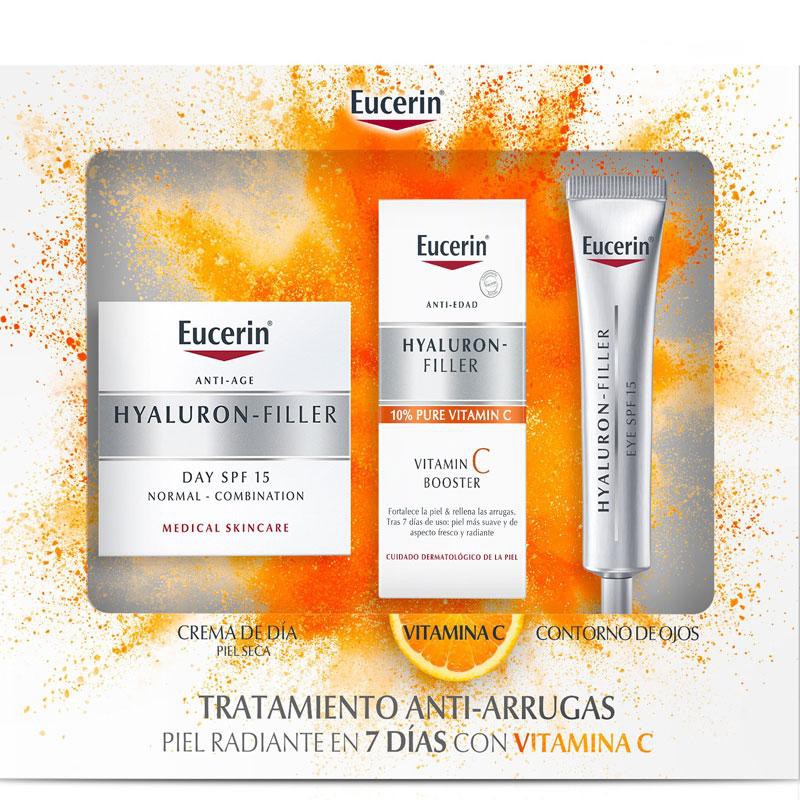 Eucerin®
Eucerin®
ANTI-AGE
HYALURON-FILLER
DAY SPF 15
NORMAL - COMBINATION
MEDICAL SKINCARE
Eucerin®
ANTI-EDAD
HYALURON-
FILLER
10% PURE VITAMIN C
VITAMIN C
BOOSTER
Fortalece la piel & rellena las arrugas.
Tras 7 días de uso: piel más suave y de
aspecto fresco y radiante
CUIDADO DERMATOLÓGICO DE LA PIEL
Eucerin®
HYALURON-FILLER
EYE SPF 15
CREMA DE DÍA
PIEL SECA
VITAMINA C
CONTORNO DE OJOS
TRATAMIENTO ANTI-ARRUGAS
PIEL RADIANTE EN 7 DÍAS CON VITAMINA C